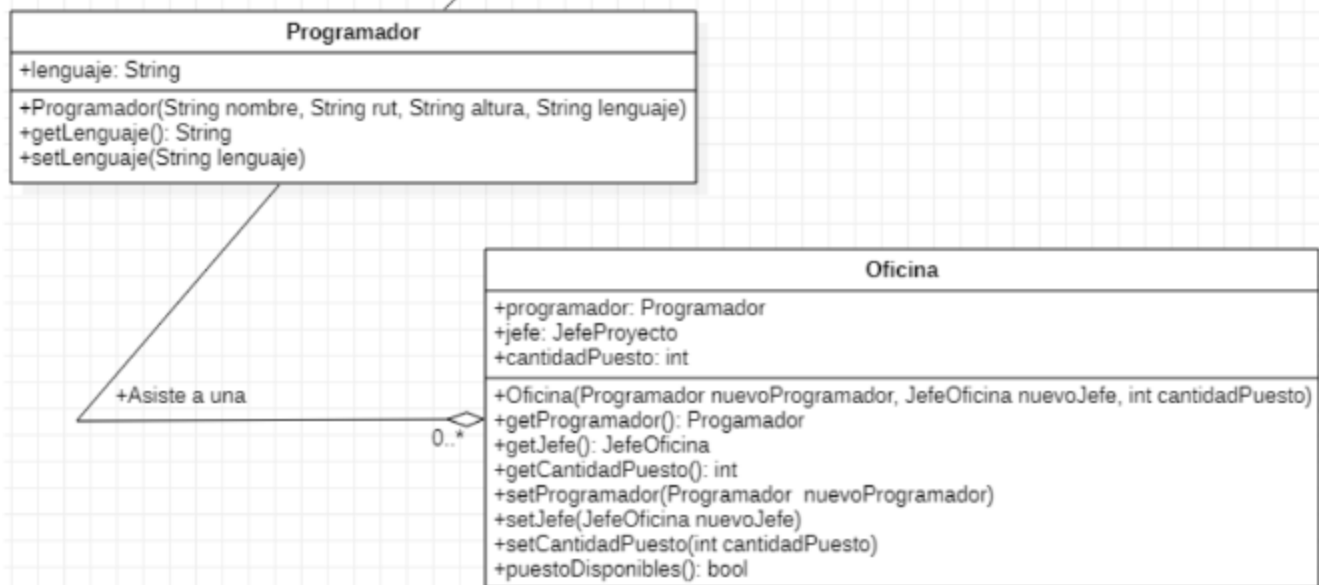 Programador
+lenguaje: String
+Programador(String nombre, String rut, String altura, String lenguaje)
+getLenguaje(): String
+setLenguaje(String lenguaje)
Oficina
+programador: Programador
+jefe: JefeProyecto
+cantidadPuesto: int
+Asiste a una
0..*
+Oficina(Programador nuevoProgramador, JefeOficina nuevoJefe, int cantidadPuesto)
+getProgramador(): Progamador
+getJefe(): JefeOficina
+getCantidadPuesto(): int
+setProgramador(Programador nuevoProgramador)
+setJefe(JefeOficina nuevoJefe)
+setCantidadPuesto(int cantidadPuesto)
+puestoDisponibles(): bool